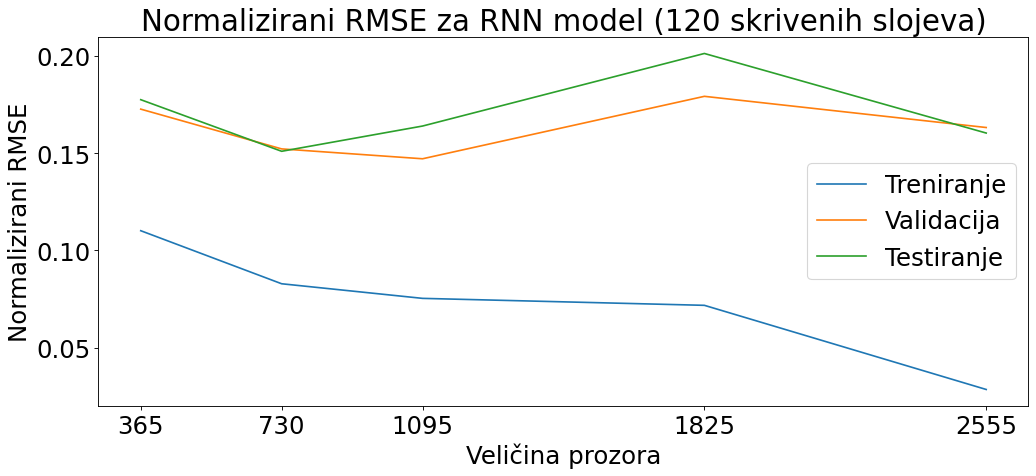 Normalizirani RMSE za RNN model (120 skrivenih slojeva)
Normalizirani RMSE
0.20
0.15
0.10
0.05
Treniranje
Validacija
Testiranje
365 730 1095 1825 2555
Veličina prozora